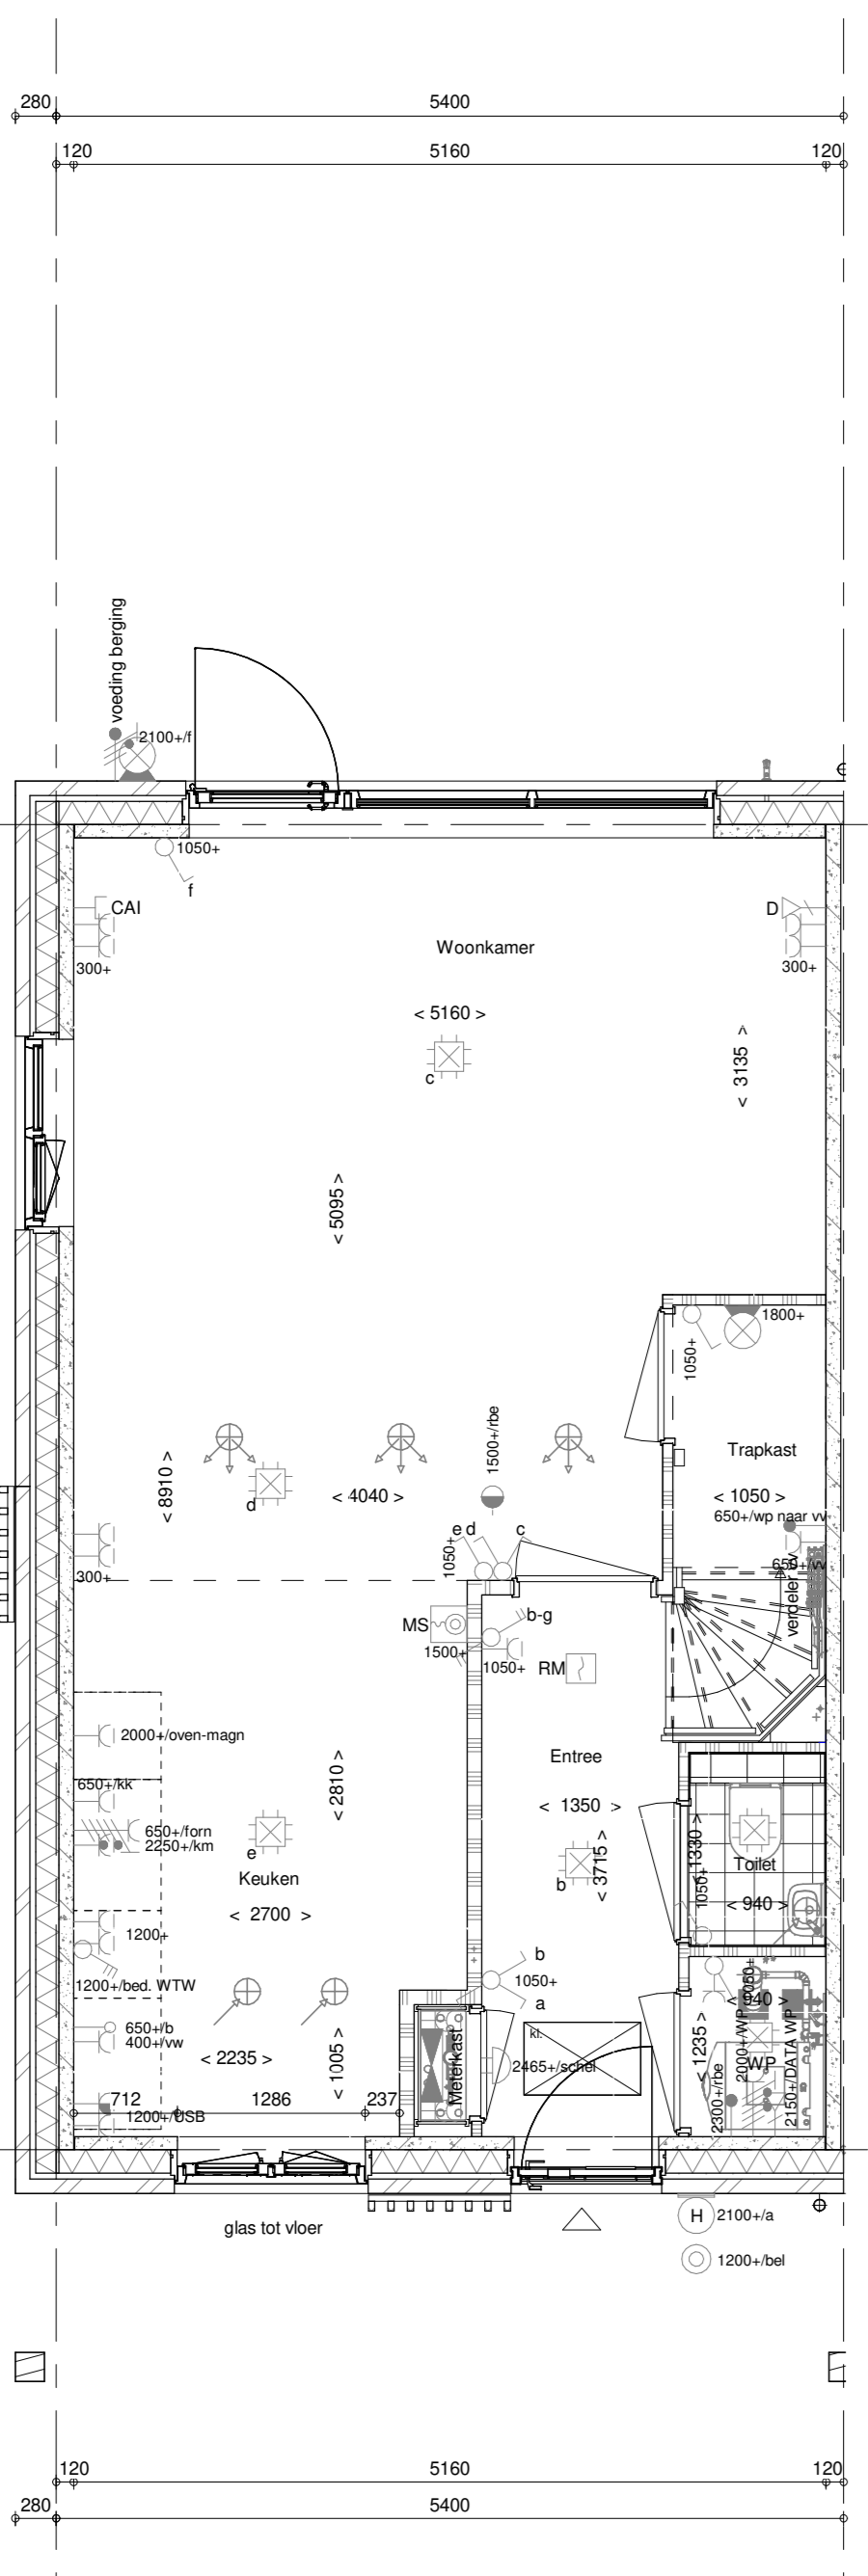 280
5400
120
5160
120
voeding berging
2100+/f
1050+
f
CAI
300+
D
300+
Woonkamer
< 5160 >
c
< 3135 >
< 5095 >
1800+
1050+
Trapkast
< 1050 >
650+/wp naar vv
650+/vv
verdeler vv
1500+/rbe
< 8910 >
d
< 4040 >
300+
1050+
e d
c
MS
1500+
b-g
1050+
RM
2000+/oven-magn
650+/kk
650+/forn
2250+/km
< 2810 >
e
Keuken
< 2700 >
Entree
< 1350 >
b
< 3715 >
< 1330 >
Toilet
1050+
< 940 >
1200+
1200+/bed. WTW
b
1050+
a
650+/b
400+/vw
< 2235 >
< 1005 >
Meterkast
kl.
2465+/schel
1050+
< 940 >
< 1235 >
2000+/WP
WP
2300+/rbe
2150+/DATA WP
712
1286
237
1200+/USB
glas tot vloer
H
2100+/a
1200+/bel
120
5160
120
280
5400